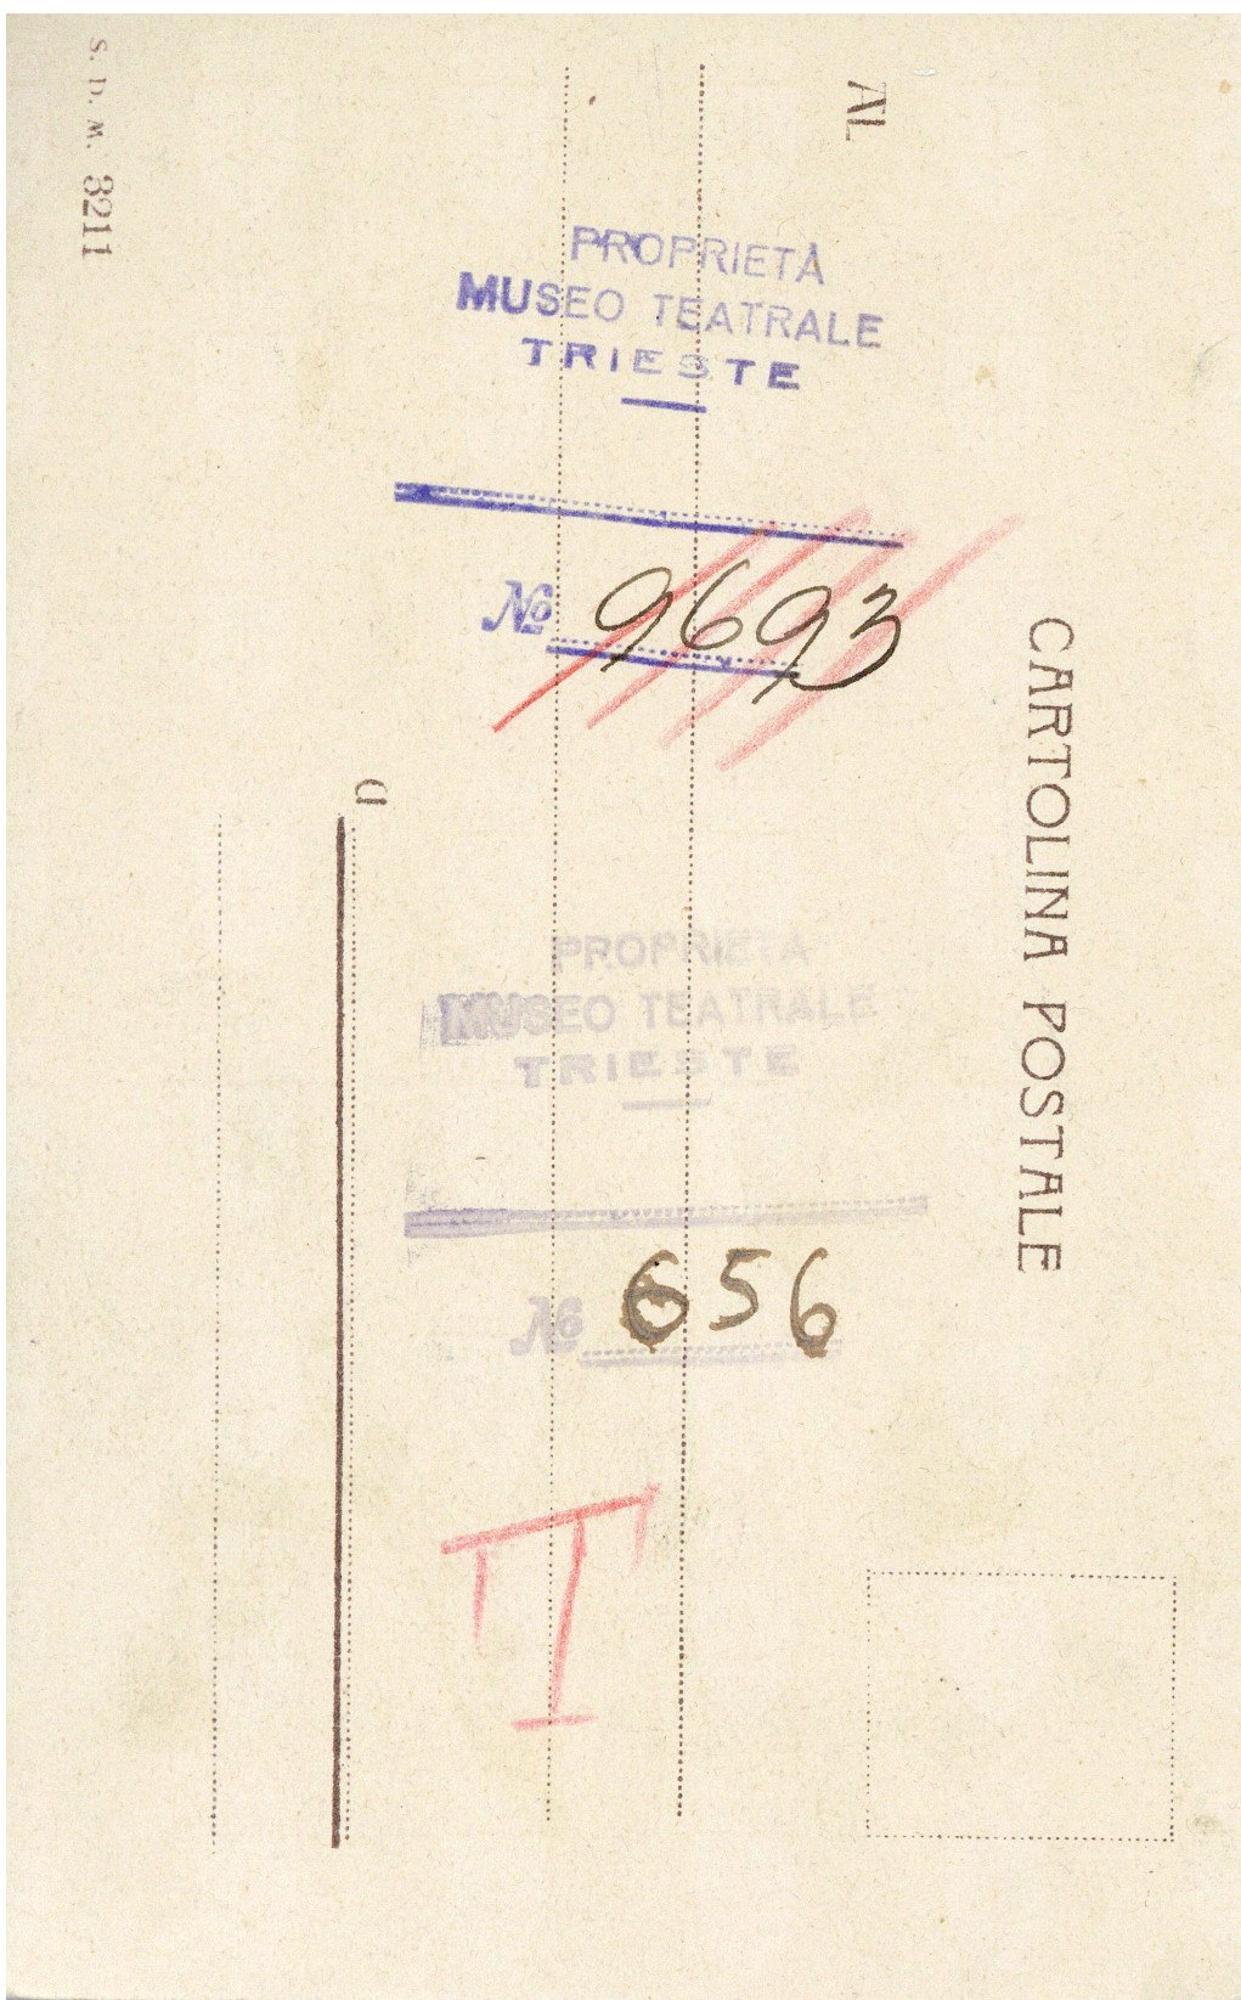 CARTOLINA POSTALE
AL
a
S. D. M. 3211
PROPRIETÀ
MUSEO TEATRALE
TRIESTE
No 9693
PROPRIETÀ
MUSEO TEATRALE
TRIESTE
No 656